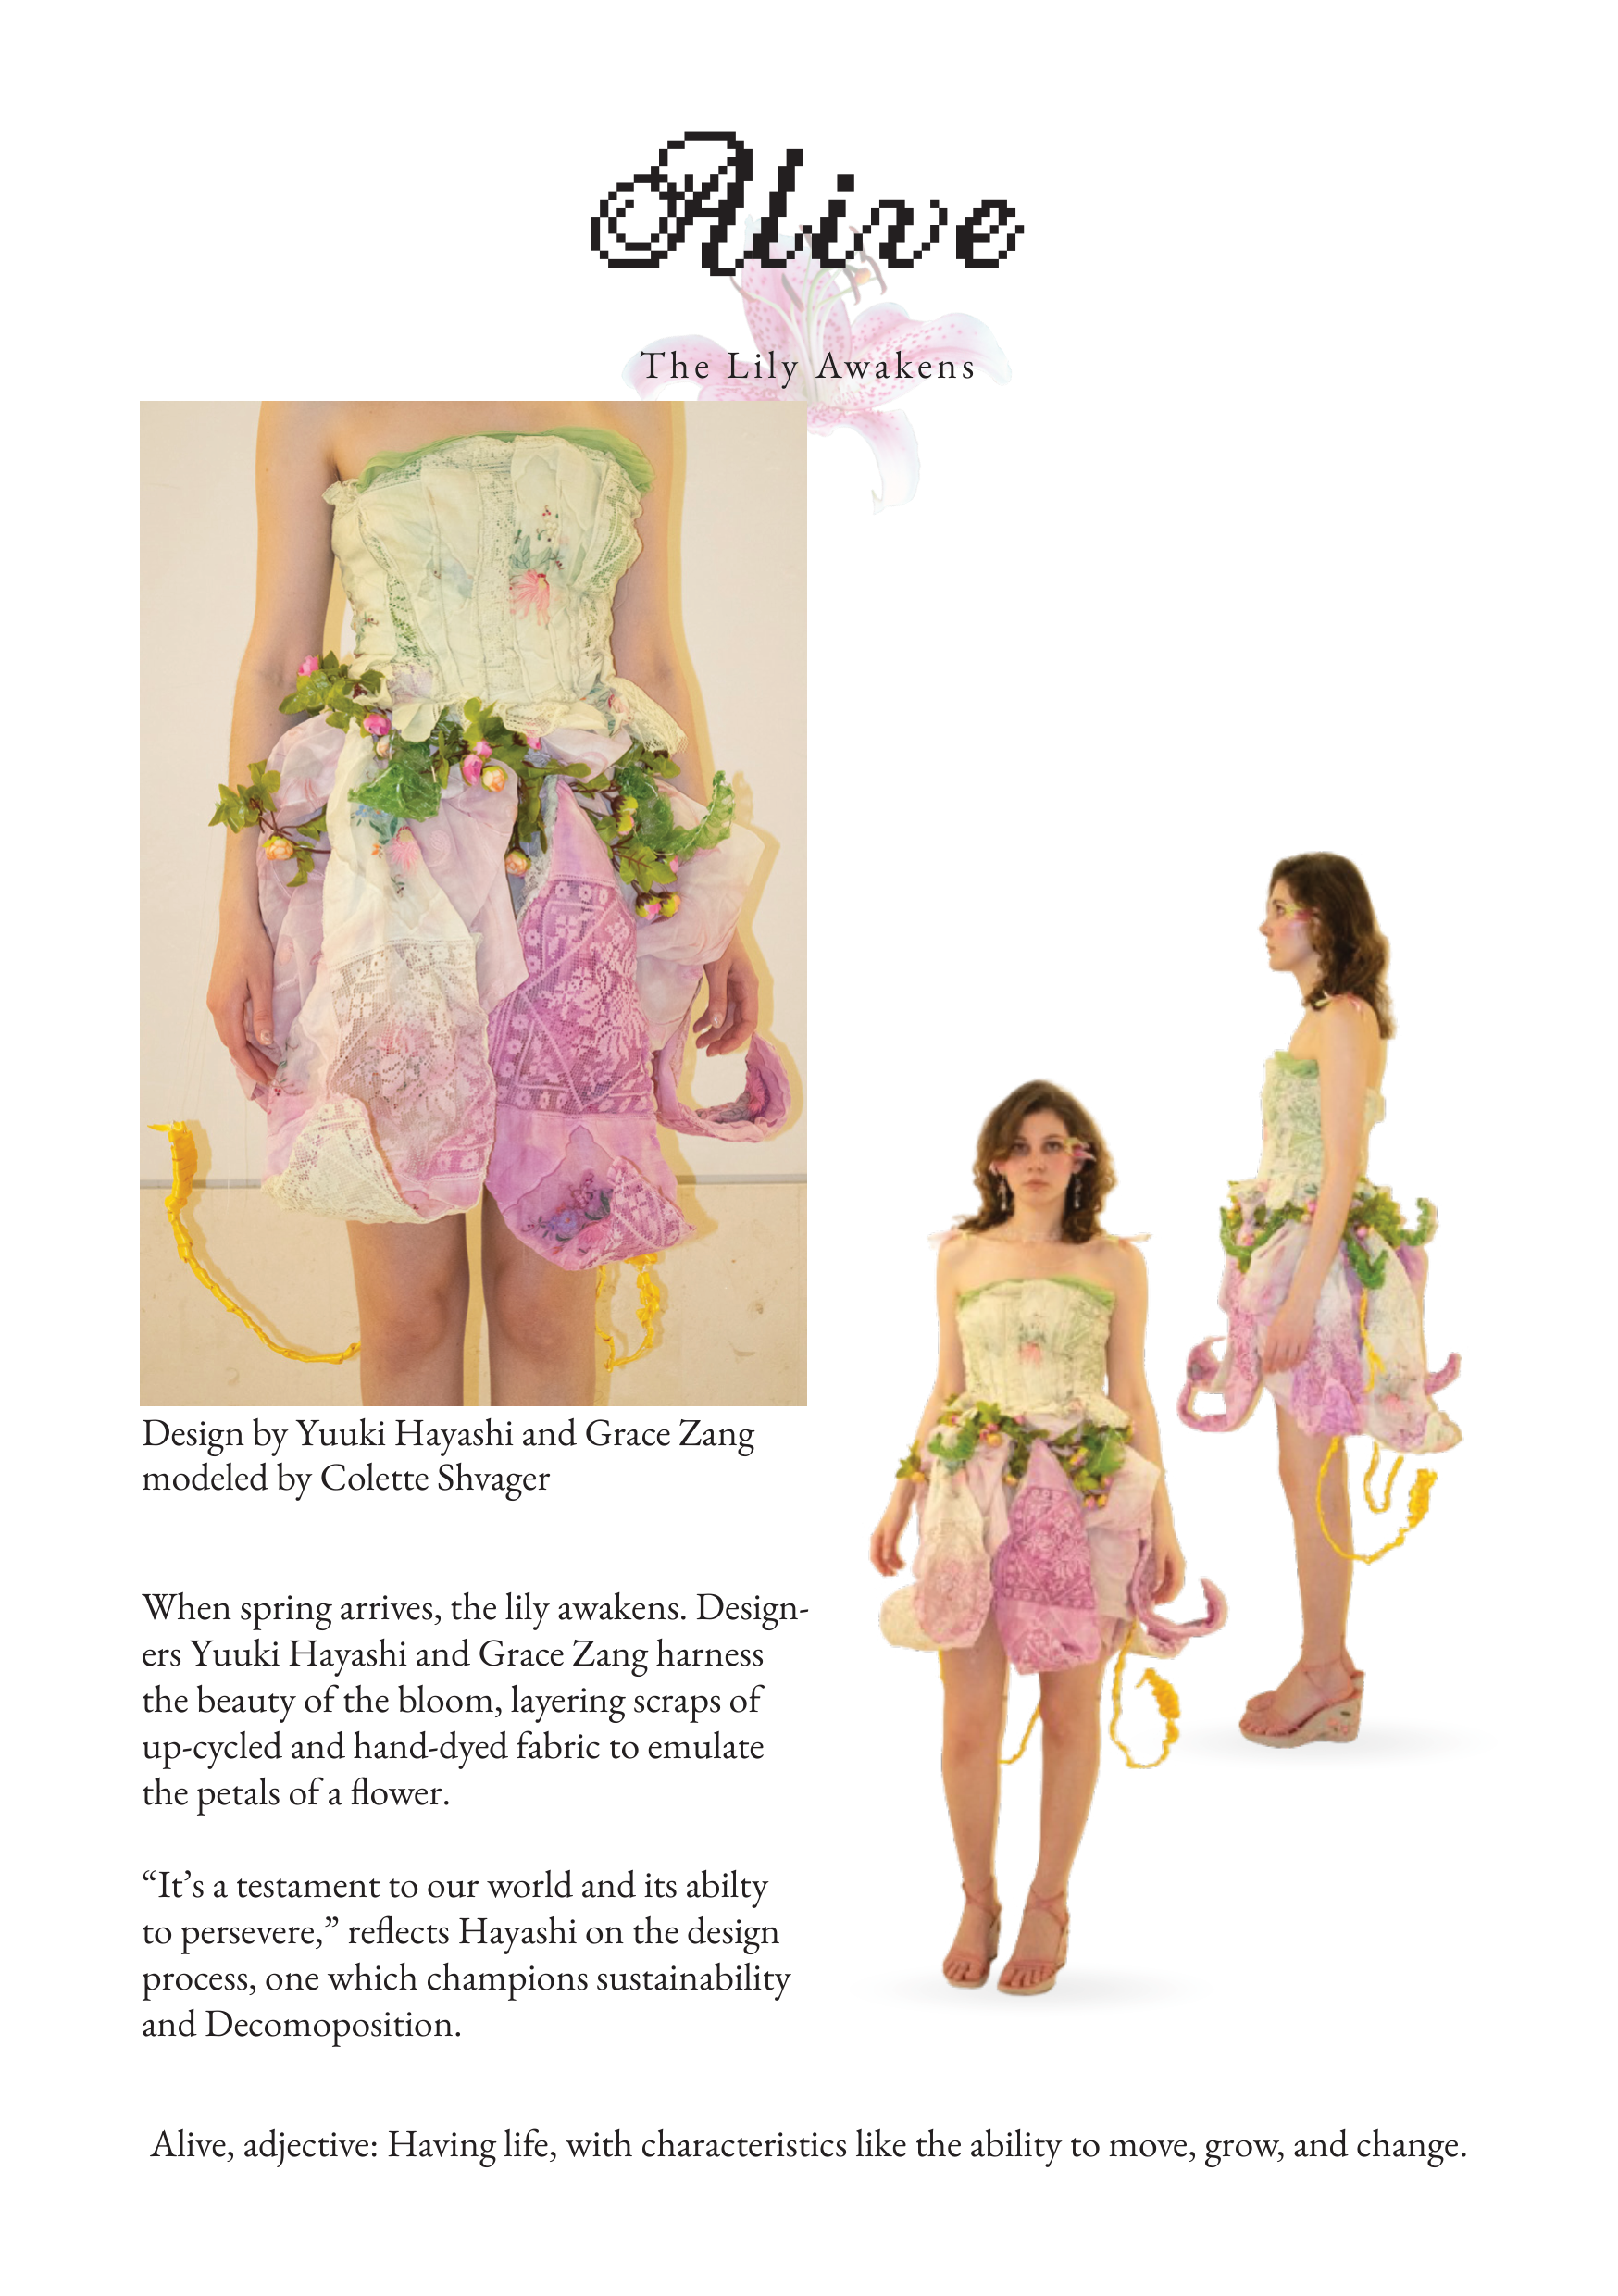 Alive
The Lily Awakens
Design by Yuuki Hayashi and Grace Zang
modeled by Colette Shvager
When spring arrives, the lily awakens. Design-
ers Yuuki Hayashi and Grace Zang harness
the beauty of the bloom, layering scraps of
up-cycled and hand-dyed fabric to emulate
the petals of a flower.
“It’s a testament to our world and its abilty
to persevere,” reflects Hayashi on the design
process, one which champions sustainability
and Decomoposition.
Alive, adjective: Having life, with characteristics like the ability to move, grow, and change.